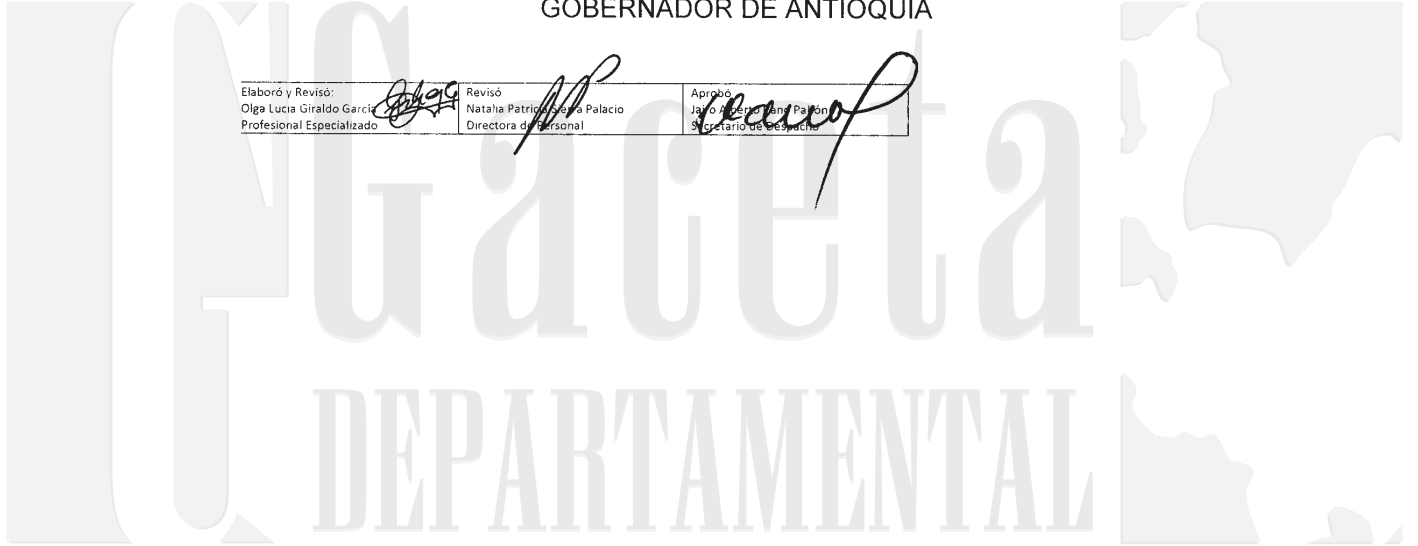 GOBERNADOR DE ANTIOQUIA
Elaboró y Revisó:
Olga Lucia Giraldo García
Profesional Especializado
Revisó
Natalia Patricia Sierra Palacio
Directora de Personal
Aprobó
Jairo Alberto Cano Pabón
Secretario de Despacho
Gaceta
DEPARTAMENTAL